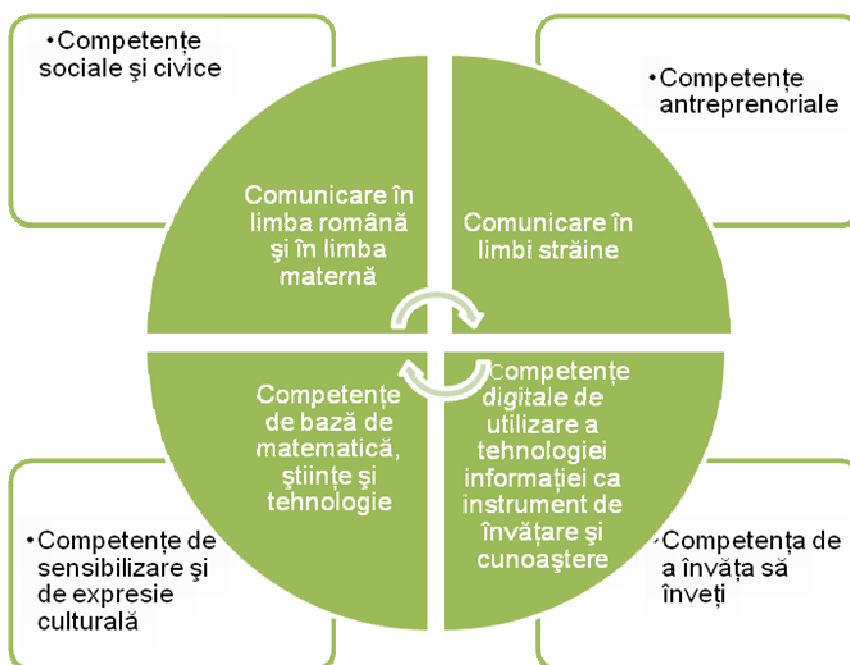 •Competențe
sociale şi civice
•Competențe
antreprenoriale
Comunicare în
limba română
şi în limba
maternă
Comunicare în
limbi străine
Competențe
de bază de
matematică,
ştiințe şi
tehnologie
Competențe
digitale de
utilizare a
tehnologiei
informației ca
instrument de
învățare şi
cunoaştere
•Competențe de
sensibilizare şi
de expresie
culturală
•Competența de
a învăța să
înveți